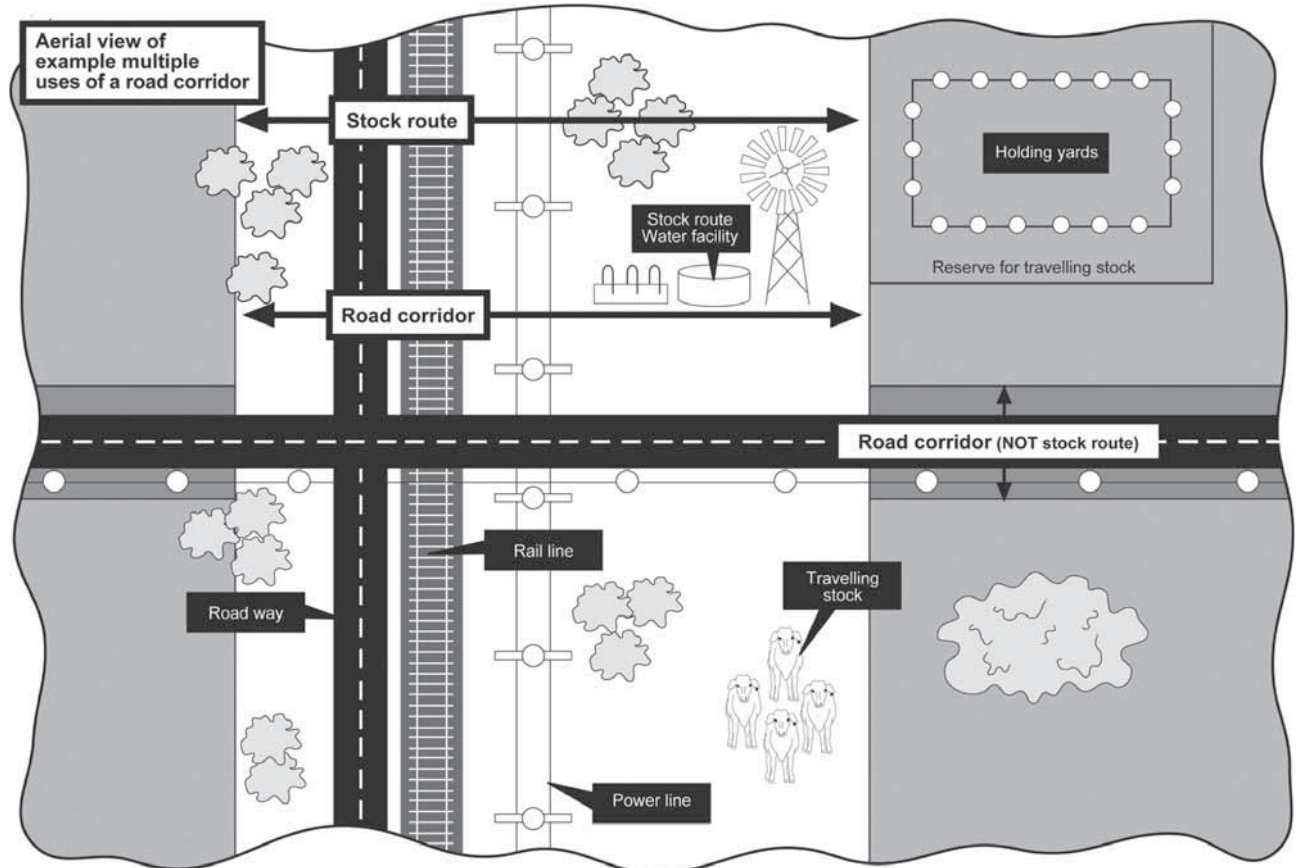 Aerial view of
example multiple
uses of a road corridor
Stock route
Holding yards
Stock route
Water facility
Reserve for travelling stock
Road corridor
Road corridor (NOT stock route)
Rail line
Travelling
stock
Road way
Power line